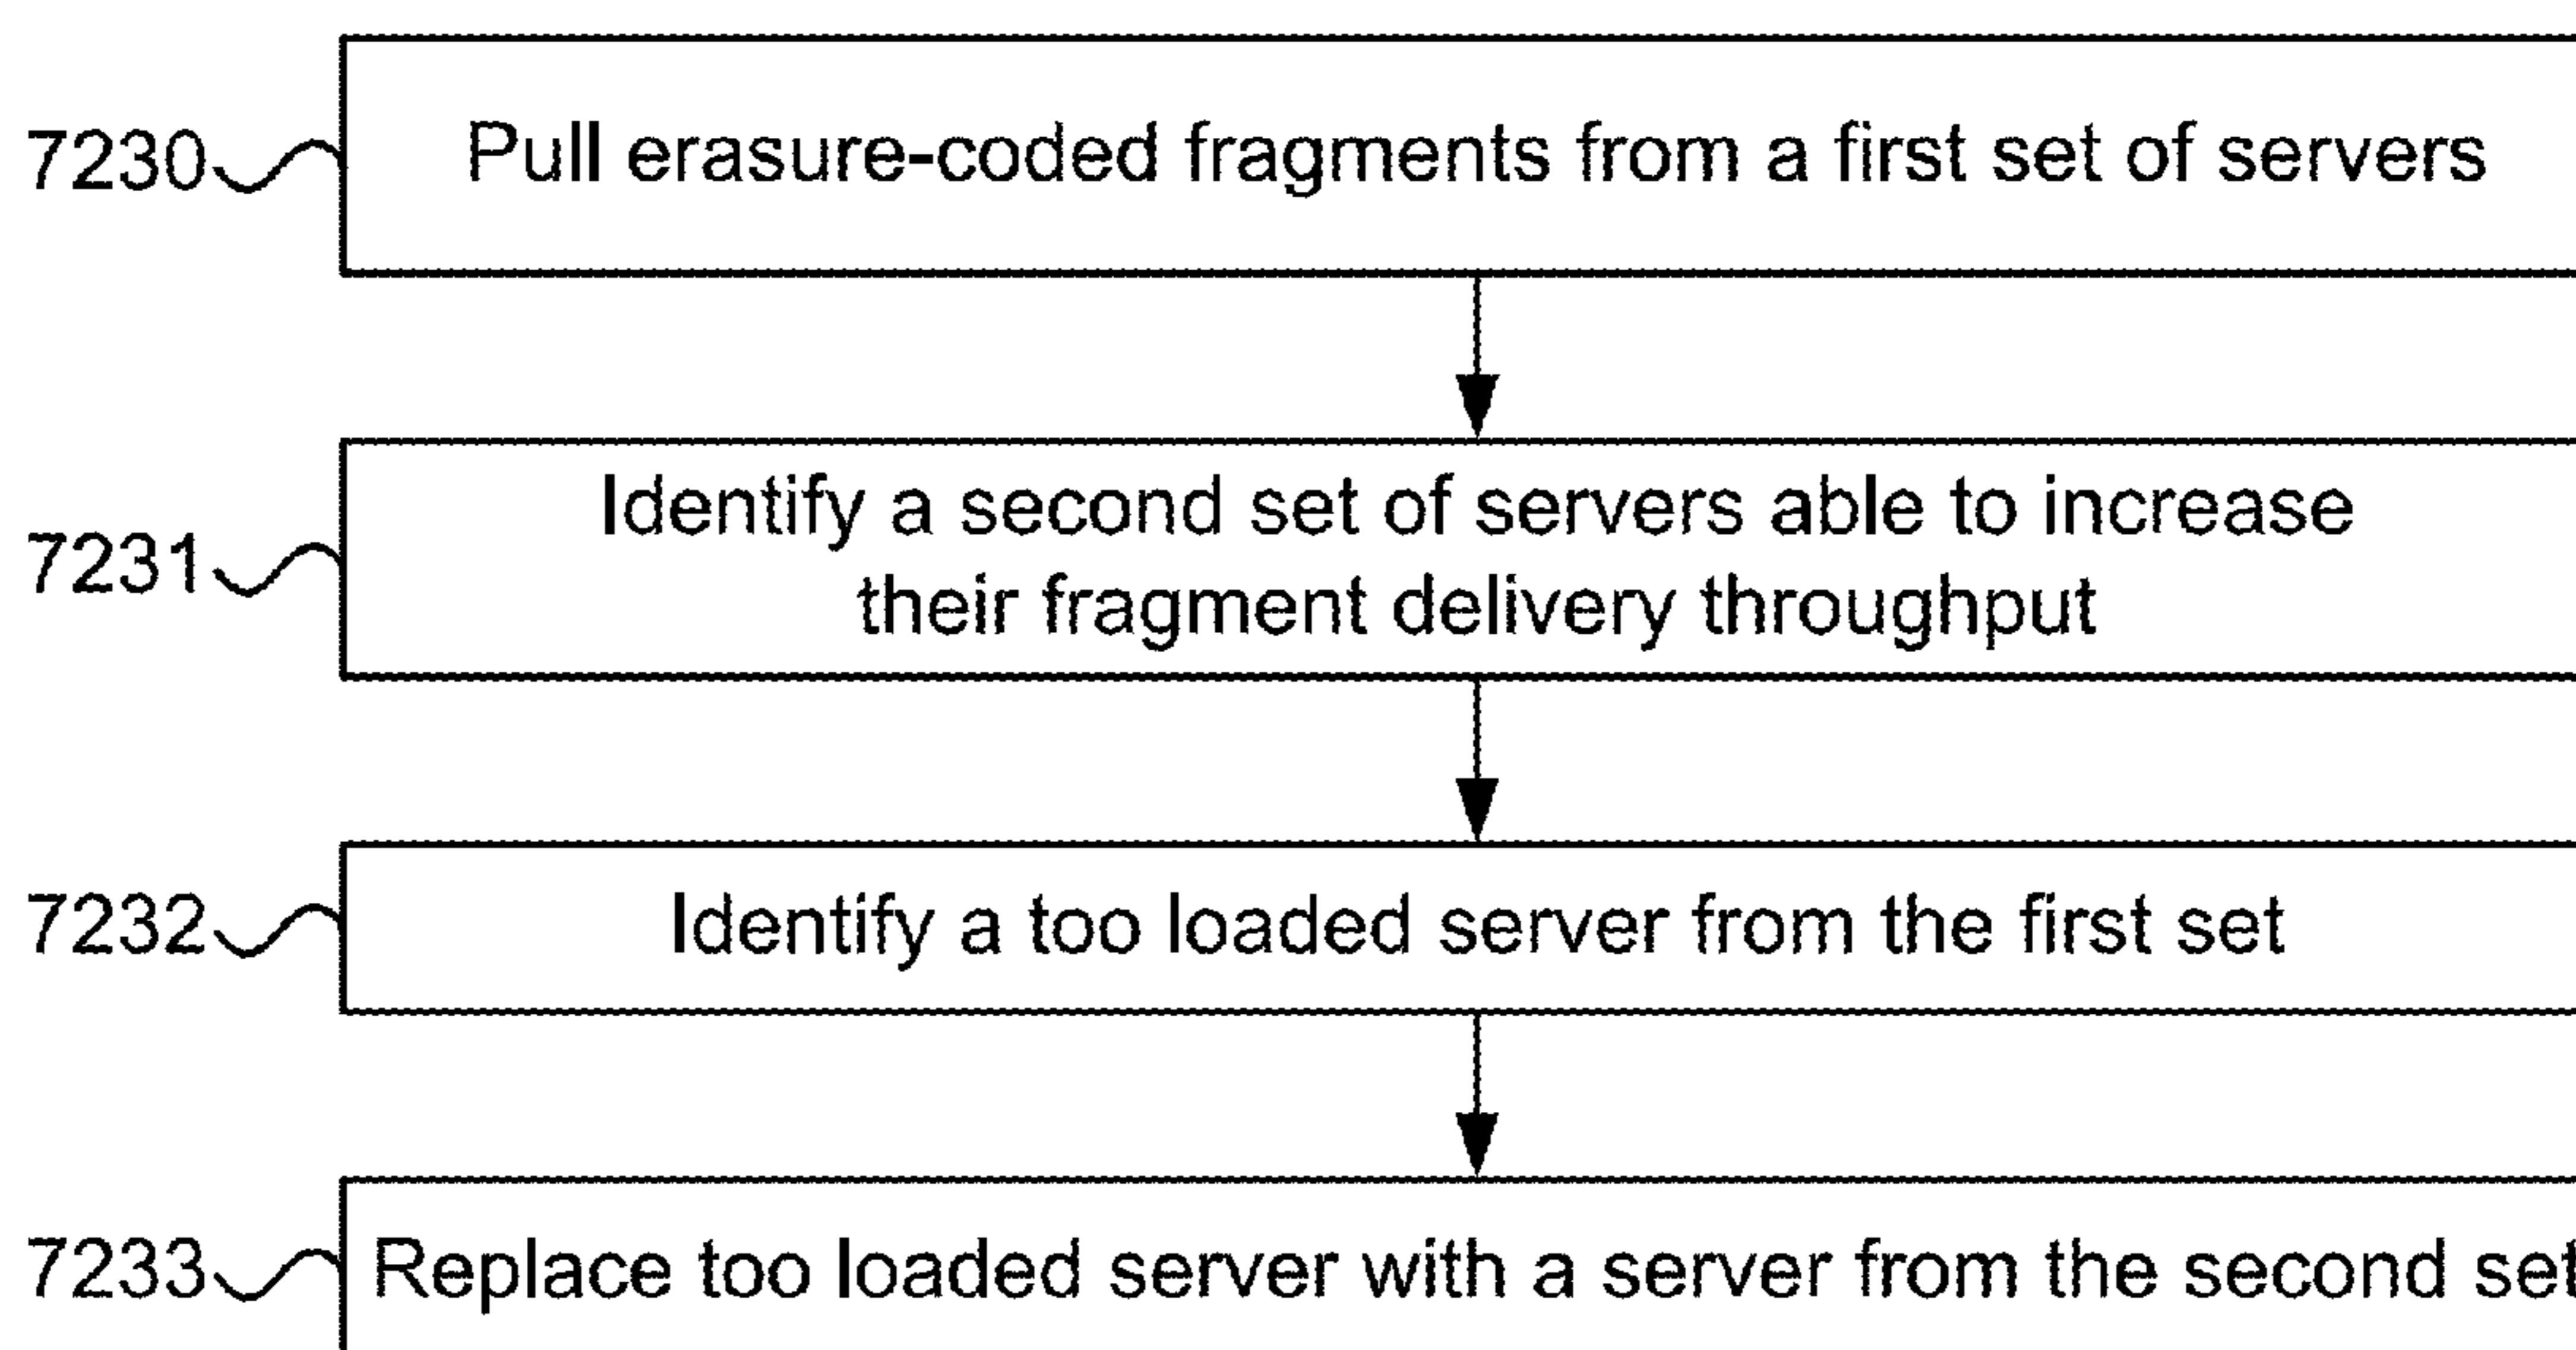 7230
Pull erasure-coded fragments from a first set of servers
7231
Identify a second set of servers able to increase
their fragment delivery throughput
7232
Identify a too loaded server from the first set
7233
Replace too loaded server with a server from the second set